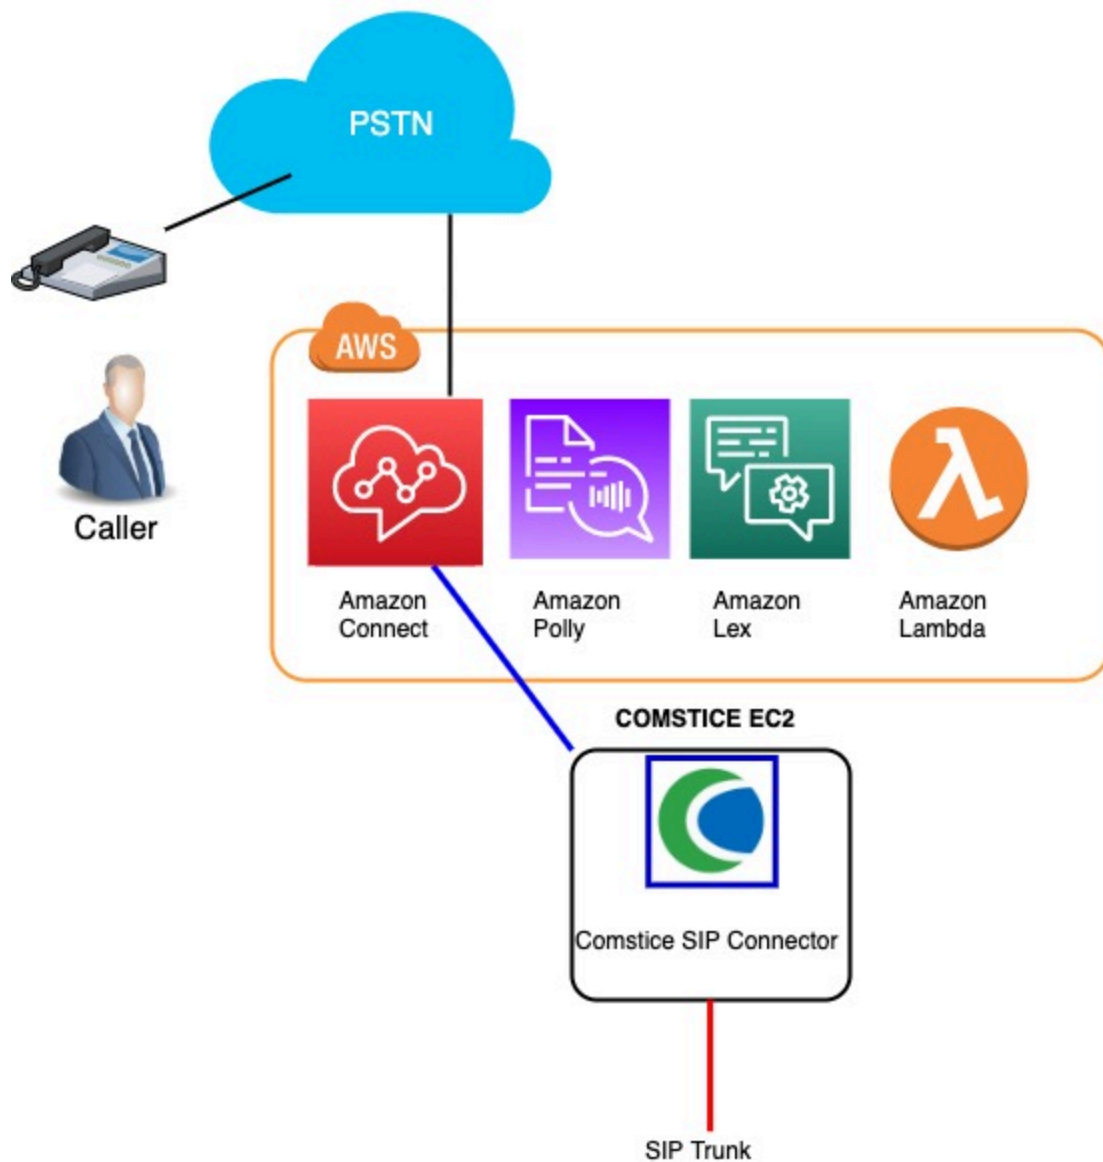 PSTN
AWS
Caller
Amazon
Connect
Amazon
Polly
Amazon
Lex
Amazon
Lambda
COMSTICE EC2
Comstice SIP Connector
SIP Trunk